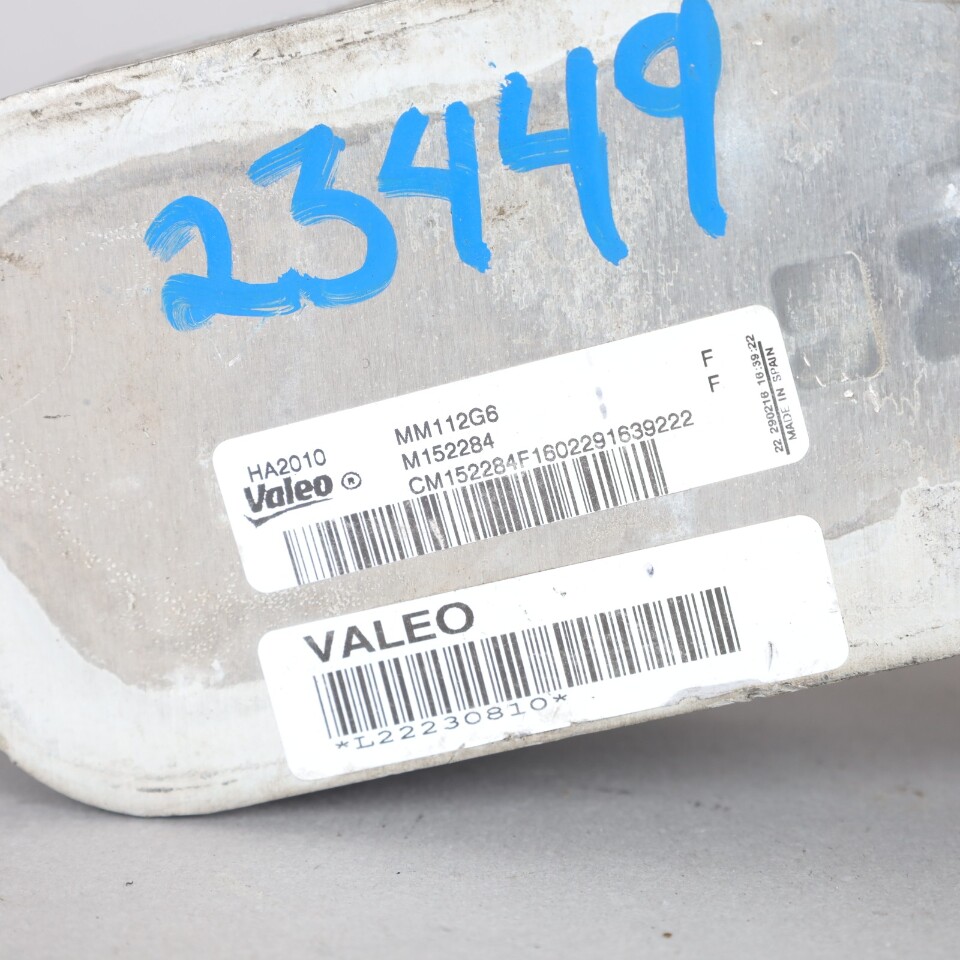 23449
HA2010
Valeo ®
MM112G6
M152284
CM152284F1602291639222
F
F
22 290216 16:39:22
MADE IN SPAIN
VALEO
*L22230810*